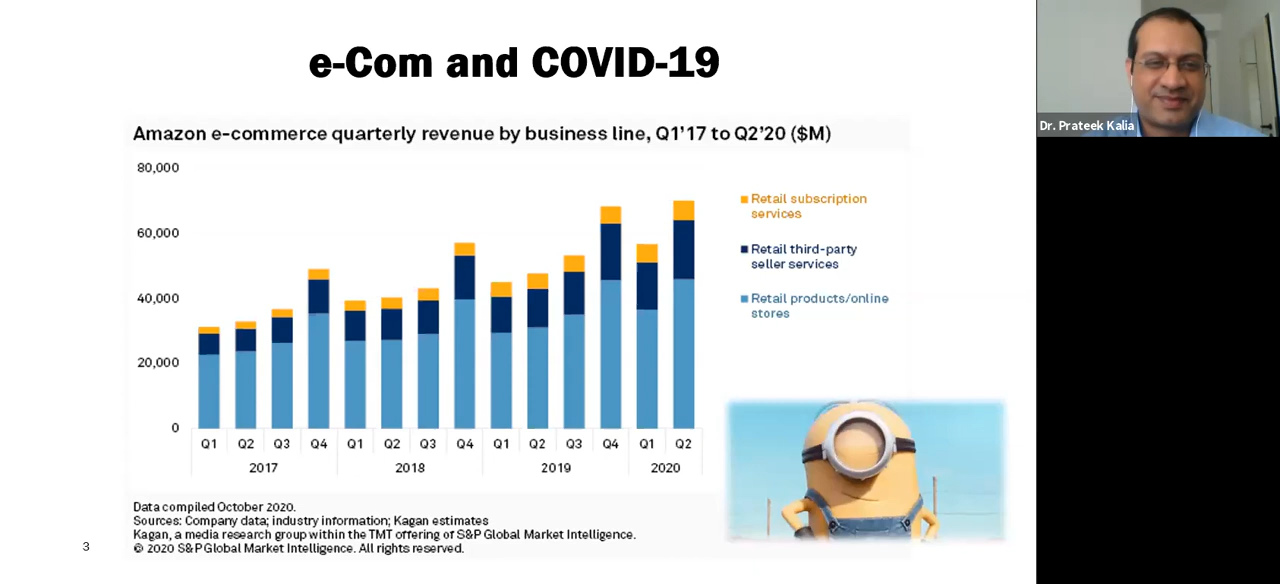 e-Com and COVID-19
Dr. Prateek Kalia
Amazon e-commerce quarterly revenue by business line, Q1'17 to Q2'20 ($M)
80,000
60,000
40,000
20,000
0
Retail subscription
services
Retail third-party
seller services
Retail products/online
stores
Q1 Q2 Q3 Q4 Q1 Q2 Q3 Q4 Q1 Q2 Q3 Q4 Q1 Q2
2017 2018 2019 2020
Data compiled October 2020.
Sources: Company data; industry information; Kagan estimates
Kagan, a media research group within the TMT offering of S&P Global Market Intelligence.
© 2020 S&P Global Market Intelligence. All rights reserved.
3